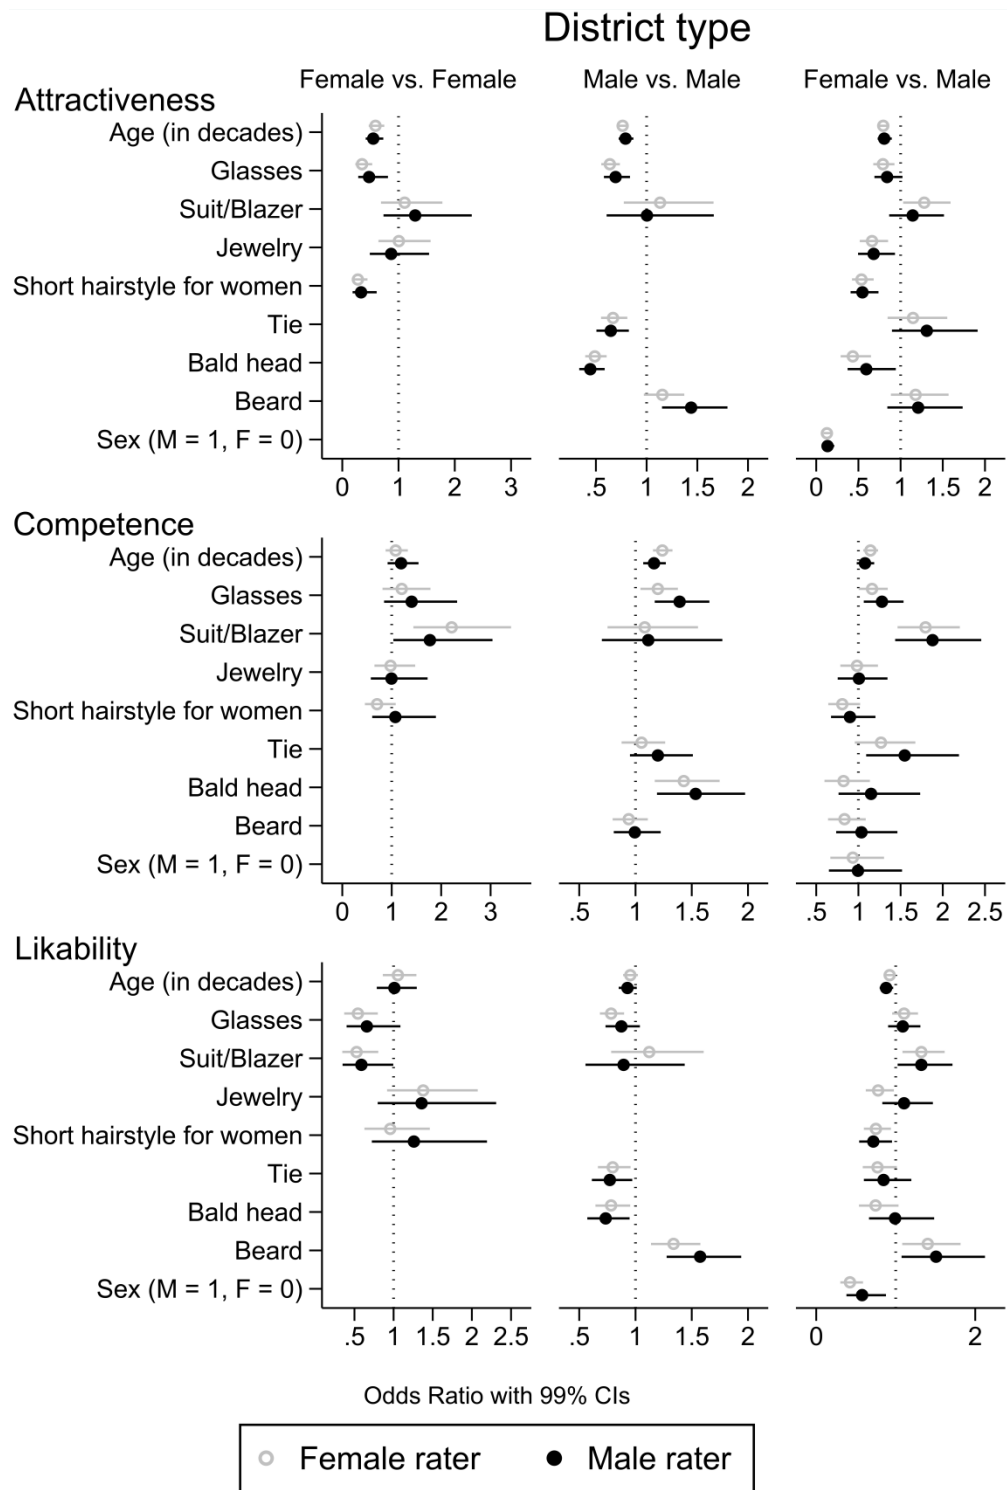 District type
Female vs. Female Male vs. Male Female vs. Male
Attractiveness
Age (in decades)
Glasses
Suit/Blazer
Jewelry
Short hairstyle for women
Tie
Bald head
Beard
Sex (M = 1, F = 0)
0 1 2 3 .5 1 1.5 2 0 .5 1 1.5 2
Competence
Age (in decades)
Glasses
Suit/Blazer
Jewelry
Short hairstyle for women
Tie
Bald head
Beard
Sex (M = 1, F = 0)
0 1 2 3 .5 1 1.5 2 .5 1 1.5 2 2.5
Likability
Age (in decades)
Glasses
Suit/Blazer
Jewelry
Short hairstyle for women
Tie
Bald head
Beard
Sex (M = 1, F = 0)
.5 1 1.5 2 2.5 .5 1 1.5 2 0 2
Odds Ratio with 99% CIs
Female rater Male rater